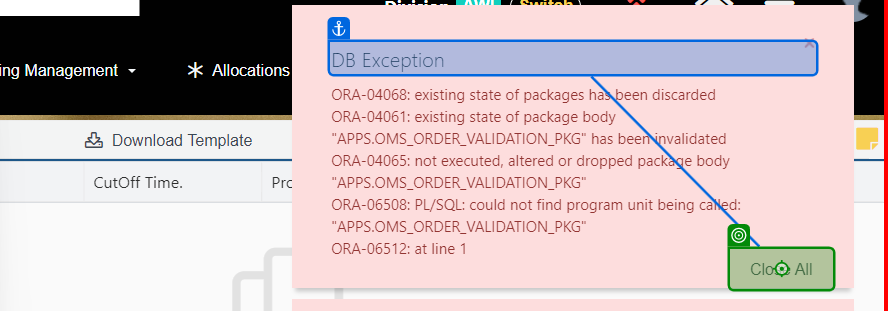 Division AWI (Switch)
ing Management
Allocations
DB Exception
ORA-04068: existing state of packages has been discarded
ORA-04061: existing state of package body
"APPS.OMS_ORDER_VALIDATION_PKG" has been invalidated
ORA-04065: not executed, altered or dropped package body
"APPS.OMS_ORDER_VALIDATION_PKG"
ORA-06508: PL/SQL: could not find program unit being called:
"APPS.OMS_ORDER_VALIDATION_PKG"
ORA-06512: at line 1
Close All
Download Template
CutOff Time.
Pro